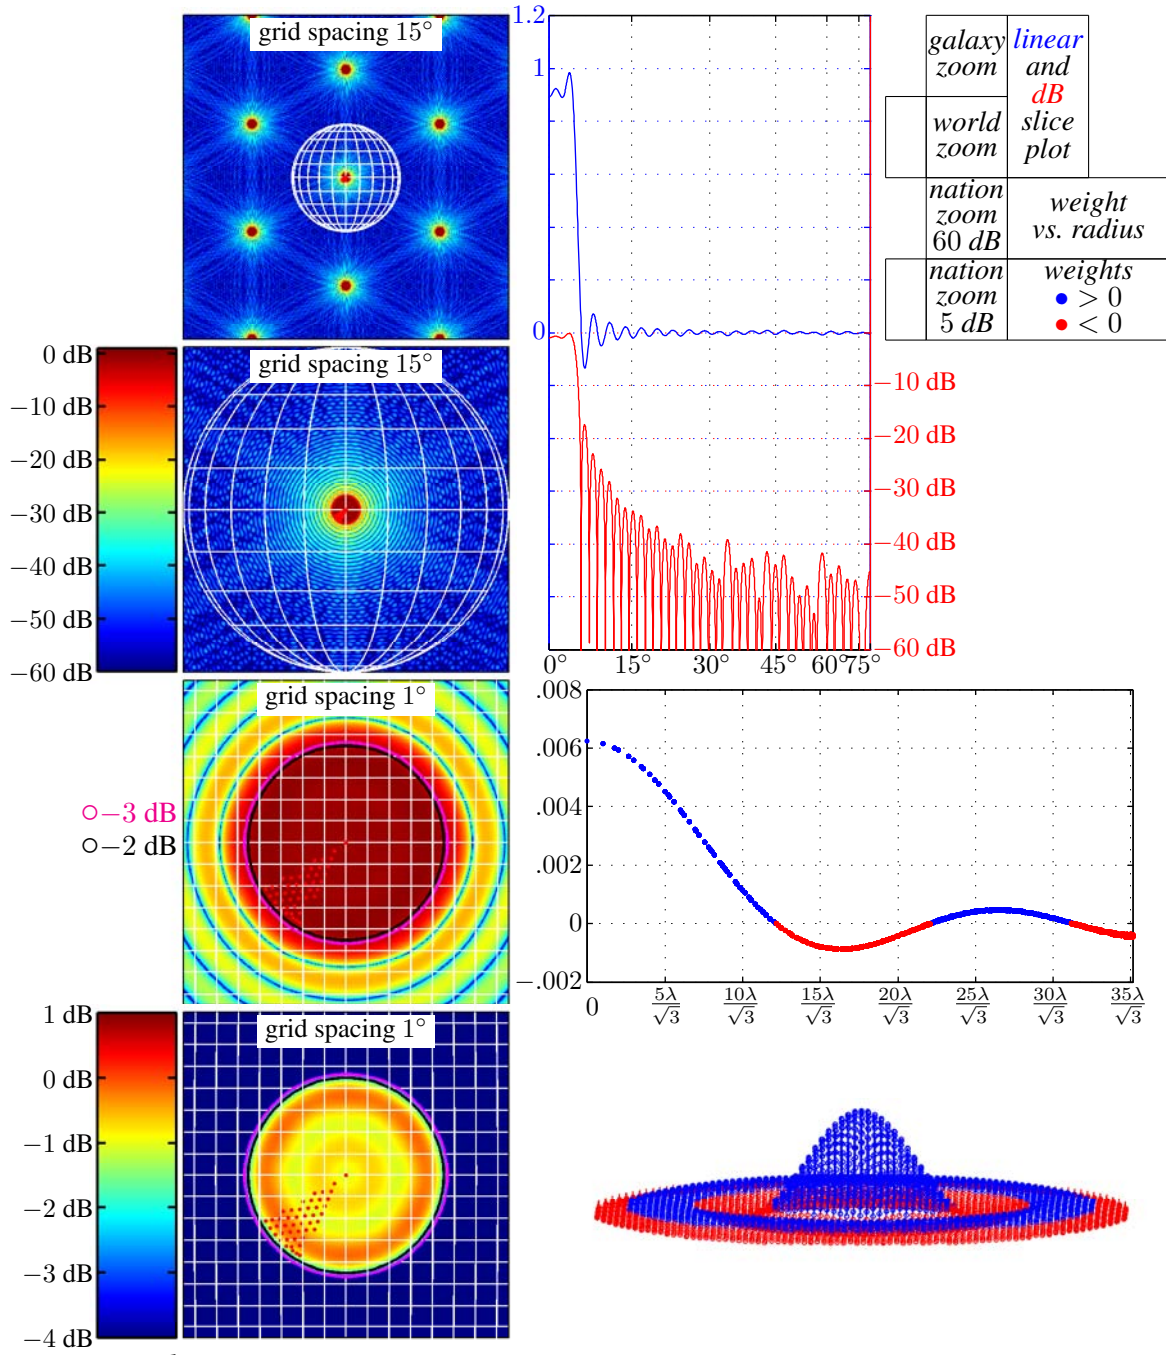 grid spacing 15°
grid spacing 15°
0 dB
−10 dB
−20 dB
−30 dB
−40 dB
−50 dB
−60 dB
grid spacing 1°
−3 dB
−2 dB
grid spacing 1°
1 dB
0 dB
−1 dB
−2 dB
−3 dB
−4 dB
1.2
1
0
−10 dB
−20 dB
−30 dB
−40 dB
−50 dB
−60 dB
0° 15° 30° 45° 60° 75°
galaxy zoom
linear and dB slice plot
world zoom
nation zoom 60 dB
weight vs. radius
nation zoom 5 dB
weights
> 0
< 0
.008
.006
.004
.002
0
−.002
0 5λ/√3 10λ/√3 15λ/√3 20λ/√3 25λ/√3 30λ/√3 35λ/√3